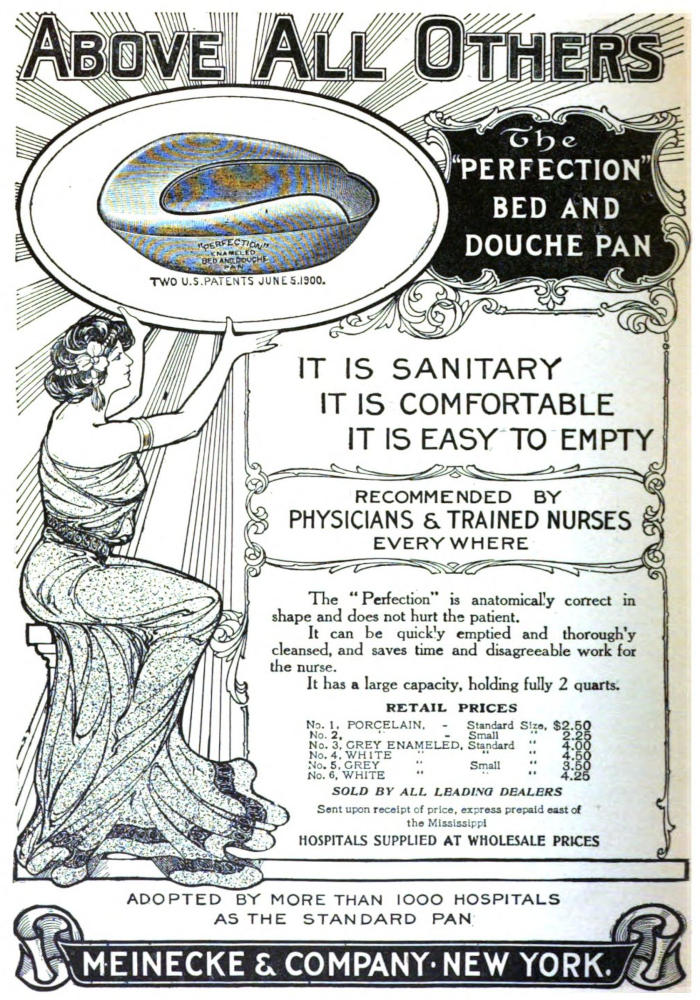 ABOVE ALL OTHERS
The
"PERFECTION"
BED AND
DOUCHE PAN
"PERFECTION"
ENAMELED
BED AND DOUCHE
PAN
TWO U.S. PATENTS JUNE 5. 1900.
IT IS SANITARY
IT IS COMFORTABLE
IT IS EASY TO EMPTY
RECOMMENDED BY
PHYSICIANS & TRAINED NURSES
EVERYWHERE
The "Perfection" is anatomical'y correct in
shape and does not hurt the patient.
It can be quick'y emptied and thorough'y
cleansed, and saves time and disagreeable work for
the nurse.
It has a large capacity, holding fully 2 quarts.
RETAIL PRICES
No. 1, PORCELAIN, - Standard Size, $2.50
No. 2, " - Small " 2.25
No. 3, GREY ENAMELED, Standard " 4.00
No. 4, WHITE " " " 4.50
No. 5, GREY " Small " 3.50
No. 6, WHITE " " " 4.25
SOLD BY ALL LEADING DEALERS
Sent upon receipt of price, express prepaid east of
the Mississippi
HOSPITALS SUPPLIED AT WHOLESALE PRICES
ADOPTED BY MORE THAN 1000 HOSPITALS
AS THE STANDARD PAN
MEINECKE & COMPANY · NEW YORK.